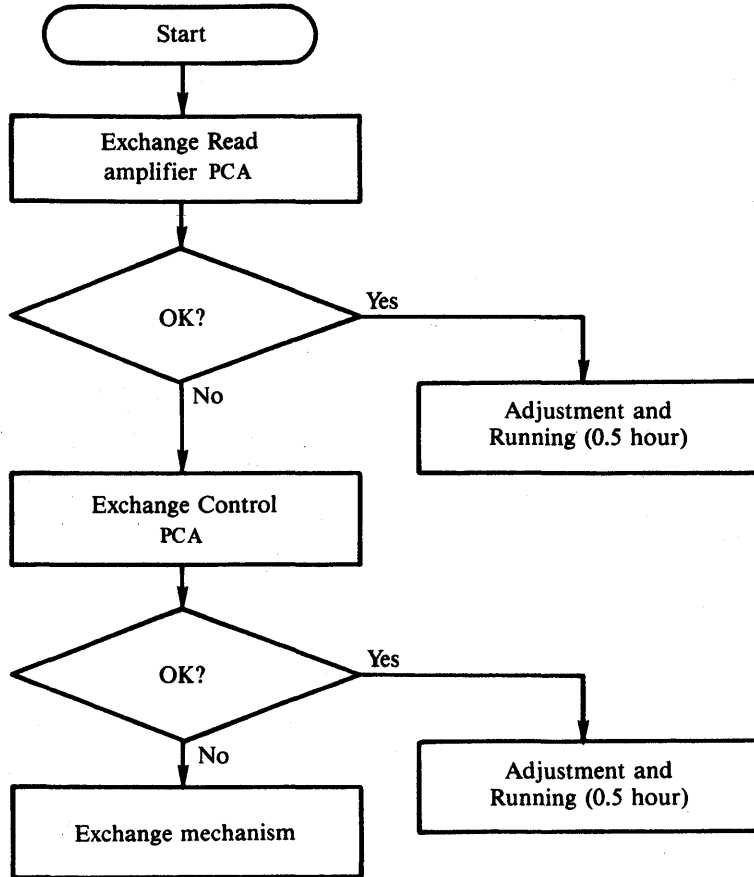 Start
Exchange Read
amplifier PCA
OK?
Yes
Adjustment and
Running (0.5 hour)
No
Exchange Control
PCA
OK?
Yes
Adjustment and
Running (0.5 hour)
No
Exchange mechanism